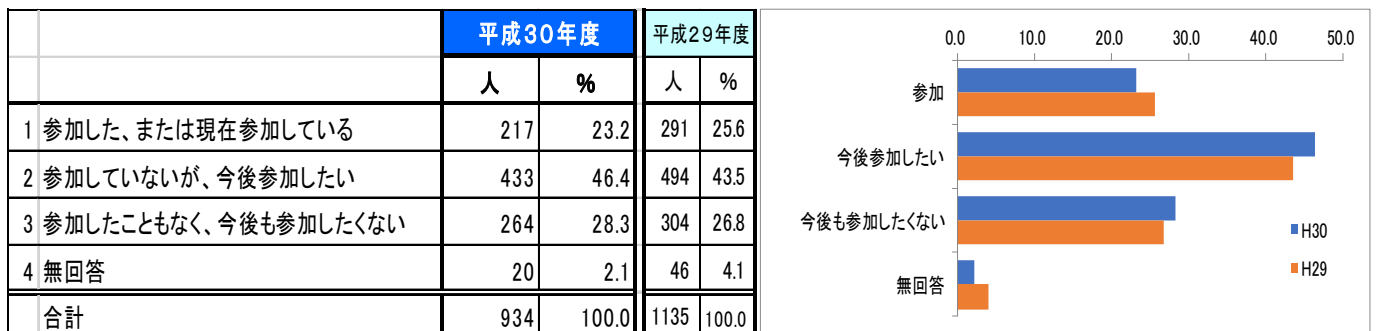 平成30年度 平成29年度
人 % 人 %
1 参加した、または現在参加している 217 23.2 291 25.6
2 参加していないが、今後参加したい 433 46.4 494 43.5
3 参加したこともなく、今後も参加したくない 264 28.3 304 26.8
4 無回答 20 2.1 46 4.1
合計 934 100.0 1135 100.0
0.0 10.0 20.0 30.0 40.0 50.0
参加
今後参加したい
今後も参加したくない
無回答
H30
H29